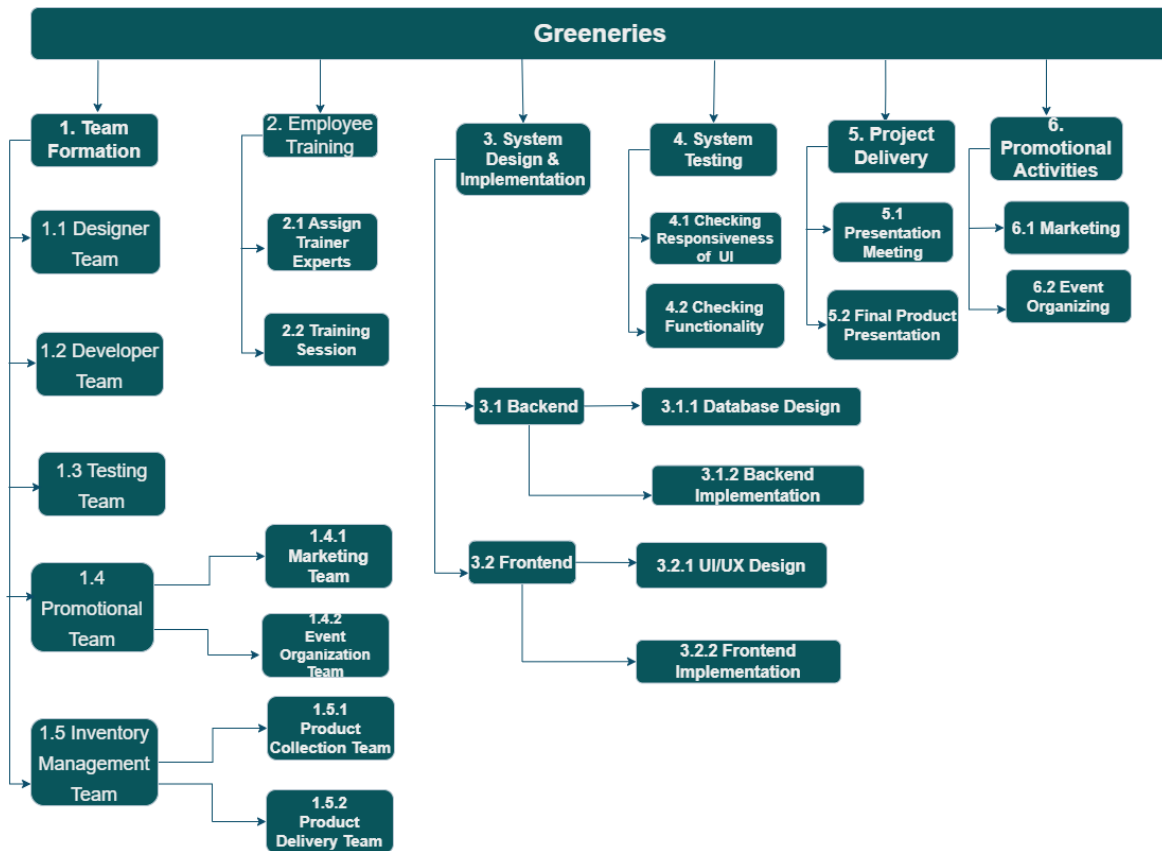 Greeneries
1. Team
Formation
1.1 Designer
Team
1.2 Developer
Team
1.3 Testing
Team
1.4
Promotional
Team
1.4.1
Marketing
Team
1.4.2
Event
Organization
Team
1.5 Inventory
Management
Team
1.5.1
Product
Collection Team
1.5.2
Product
Delivery Team
2. Employee
Training
2.1 Assign
Trainer
Experts
2.2 Training
Session
3. System
Design &
Implementation
3.1 Backend
3.1.1 Database Design
3.1.2 Backend
Implementation
3.2 Frontend
3.2.1 UI/UX Design
3.2.2 Frontend
Implementation
4. System
Testing
4.1 Checking
Responsiveness
of UI
4.2 Checking
Functionality
5. Project
Delivery
5.1
Presentation
Meeting
5.2 Final Product
Presentation
6.
Promotional
Activities
6.1 Marketing
6.2 Event
Organizing